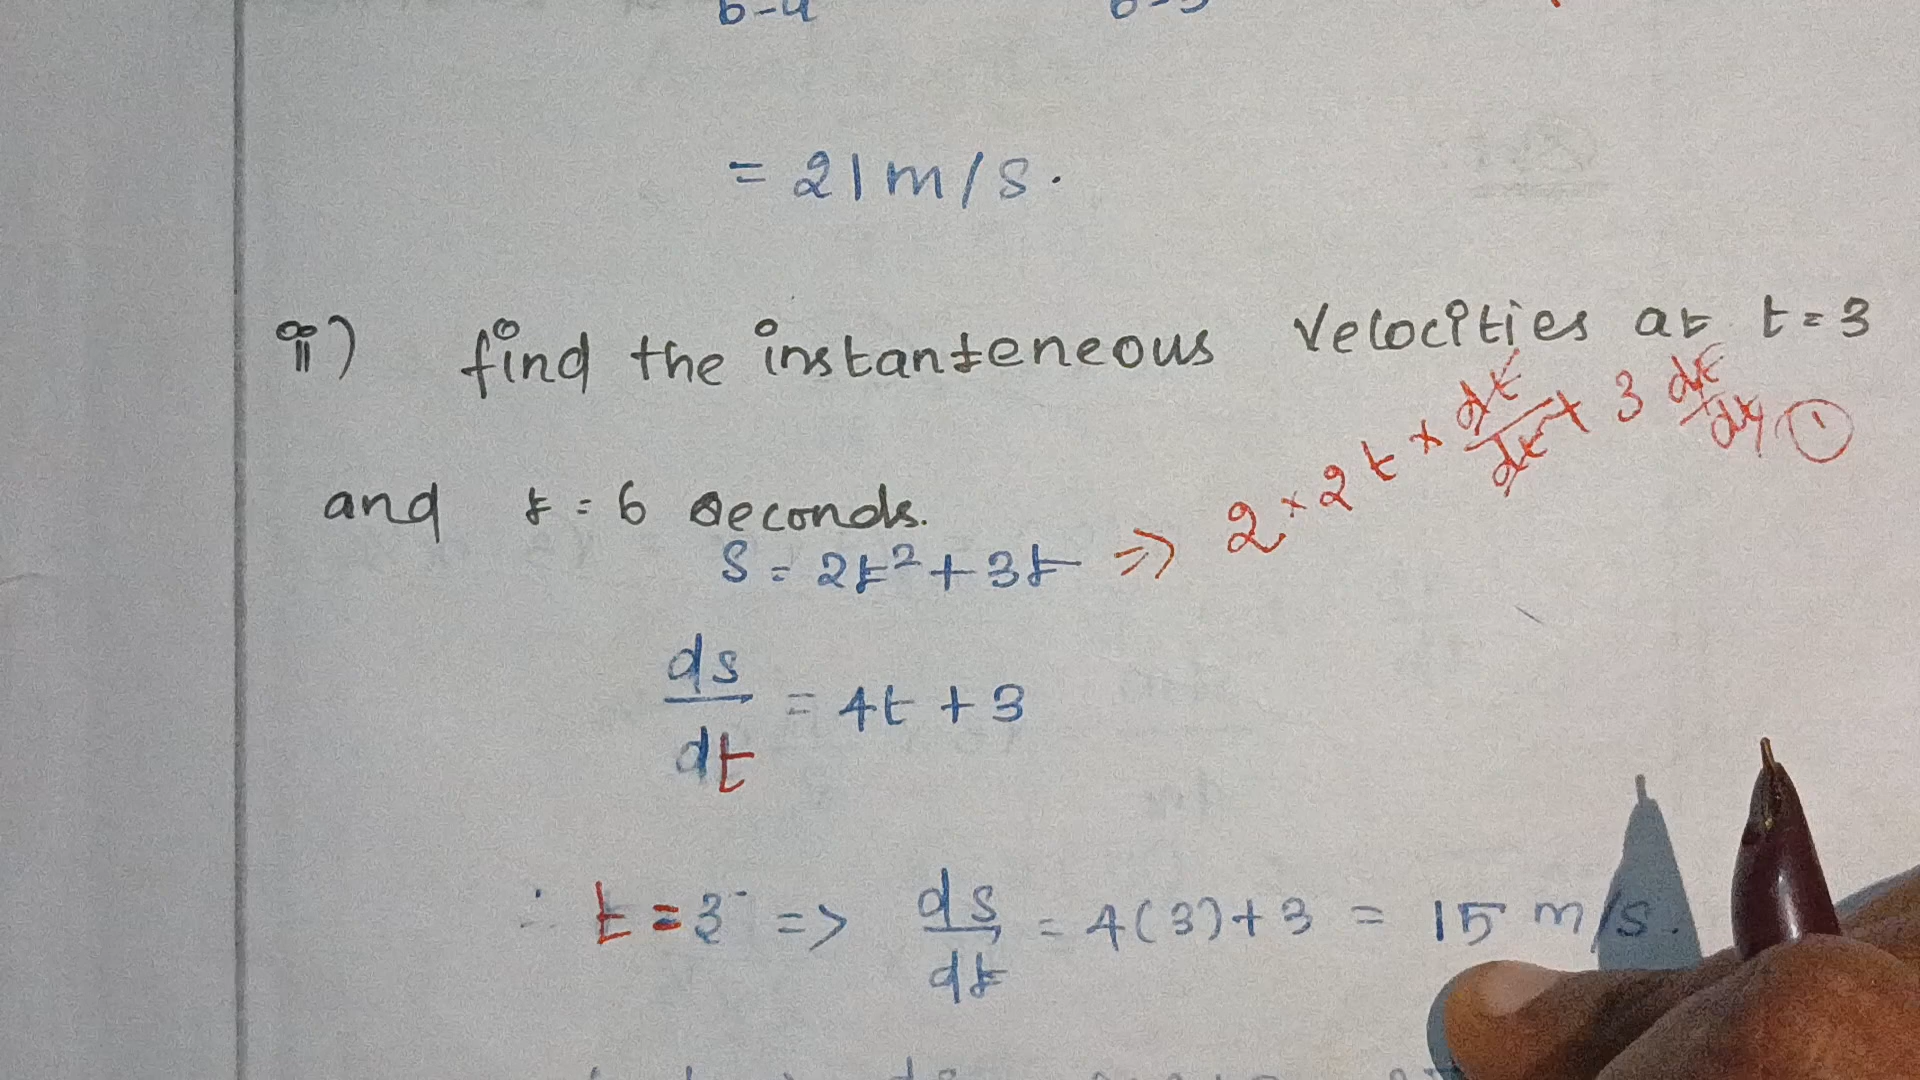 = 21 m/s.
ii) find the instanteneous velocities at t = 3
and t = 6 seconds.
S = 2t² + 3t => 2 × 2t × dt/dt + 3 dt/dt (1)
ds/dt = 4t + 3
∴ t = 3 => ds/dt = 4(3) + 3 = 15 m/s.